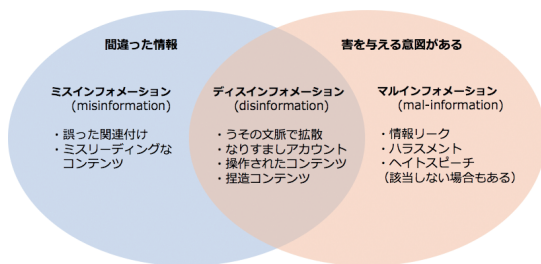 間違った情報
害を与える意図がある
ミスインフォメーション
(misinformation)
・誤った関連付け
・ミスリーディングな
コンテンツ
ディスインフォメーション
(disinformation)
・うその文脈で拡散
・なりすましアカウント
・操作されたコンテンツ
・捏造コンテンツ
マルインフォメーション
(mal-information)
・情報リーク
・ハラスメント
・ヘイトスピーチ
(該当しない場合もある)